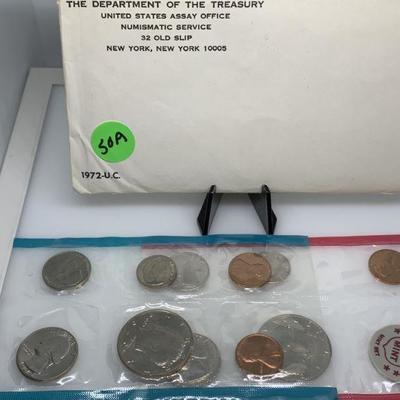 THE DEPARTMENT OF THE TREASURY
UNITED STATES ASSAY OFFICE
NUMISMATIC SERVICE
32 OLD SLIP
NEW YORK, NEW YORK 10005
50A
1972-U.C.
MINT